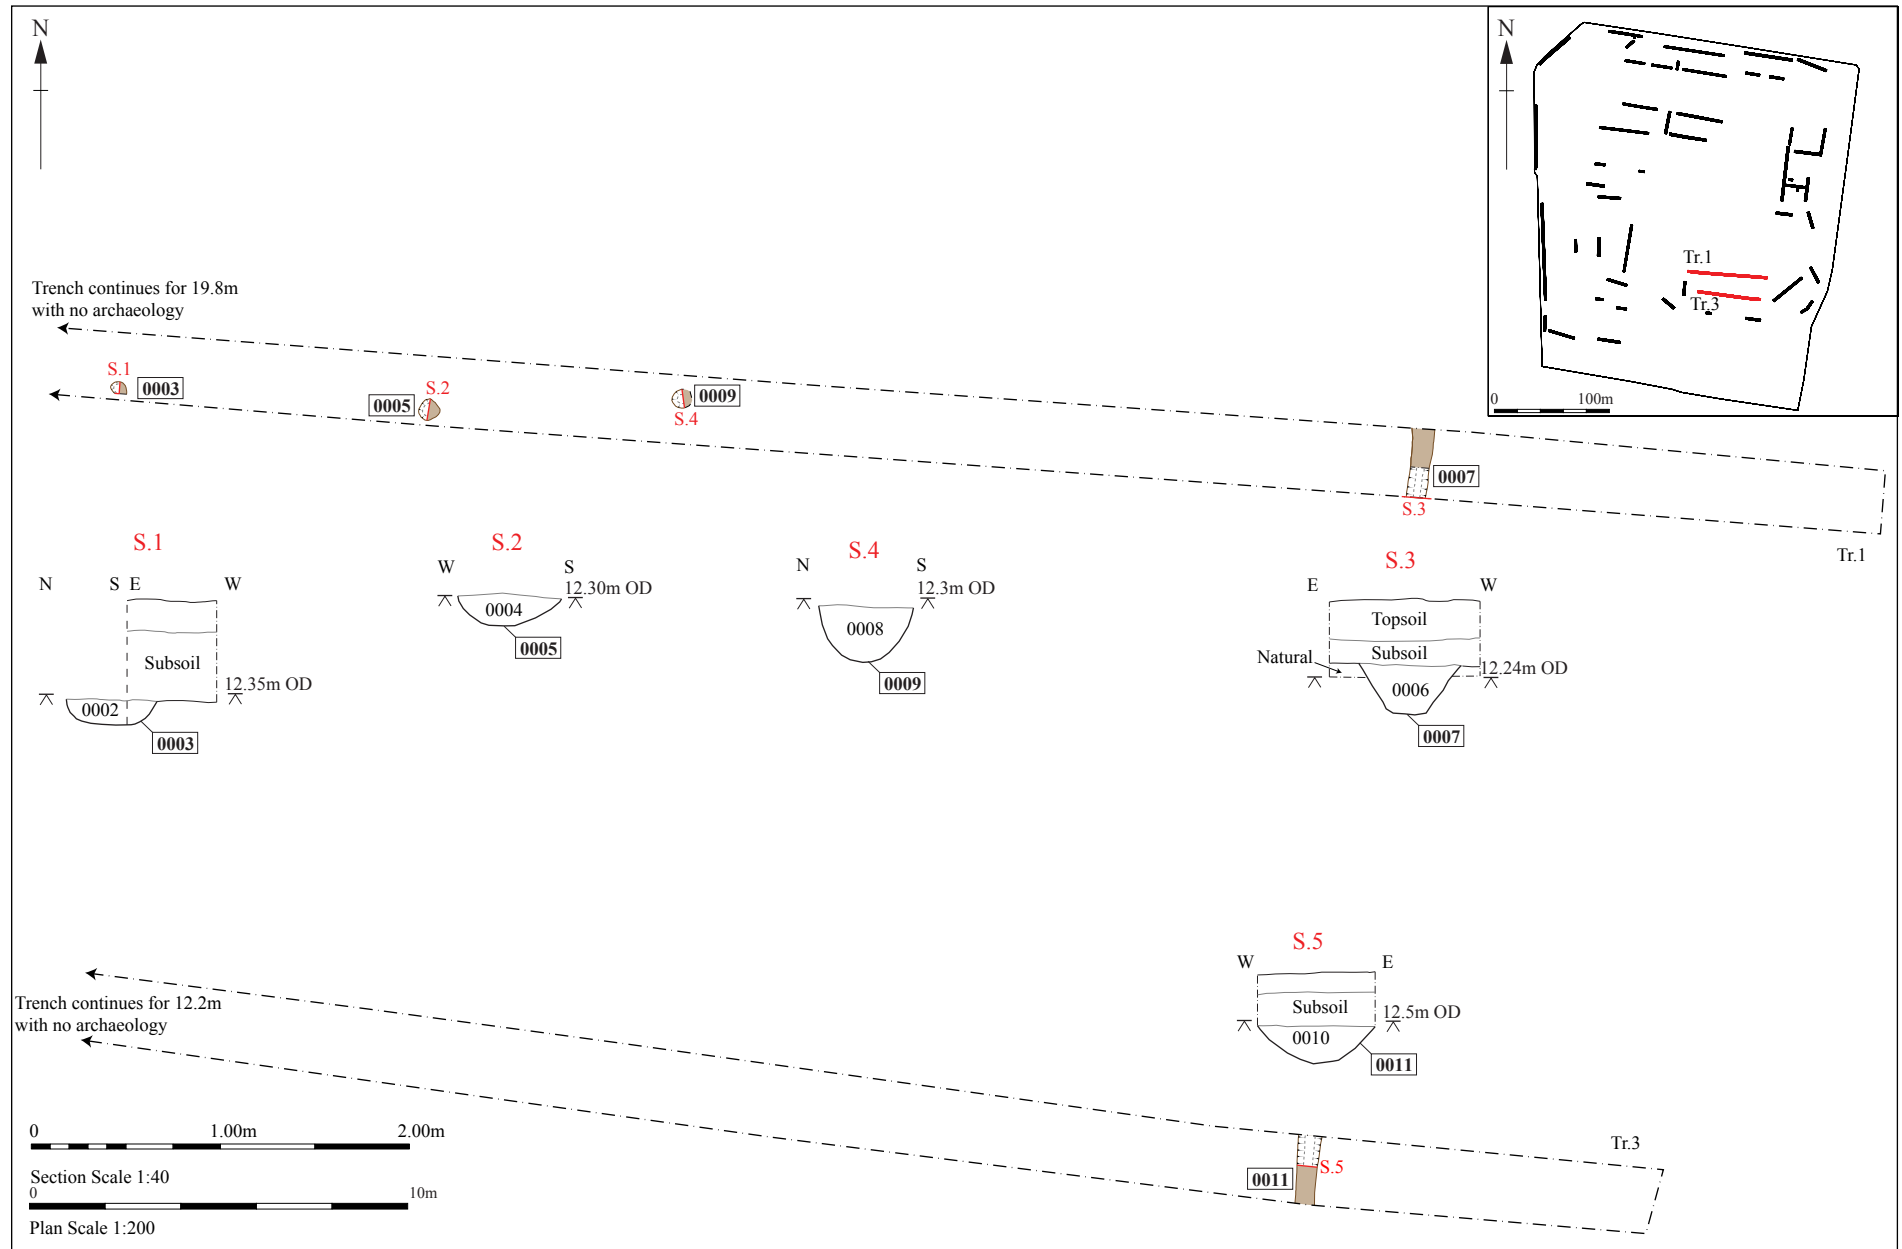 N
N
Tr.1
Tr.3
0 100m
Trench continues for 19.8m
with no archaeology
S.1
0003
0005
S.2
0009
S.4
0007
S.3
Tr.1
S.1
N S E W
Subsoil
12.35m OD
0002
0003
S.2
W S
12.30m OD
0004
0005
S.4
N S
12.3m OD
0008
0009
S.3
E W
Topsoil
Subsoil
Natural
12.24m OD
0006
0007
S.5
W E
Subsoil
12.5m OD
0010
0011
Trench continues for 12.2m
with no archaeology
Tr.3
S.5
0011
0 1.00m 2.00m
Section Scale 1:40
0 10m
Plan Scale 1:200